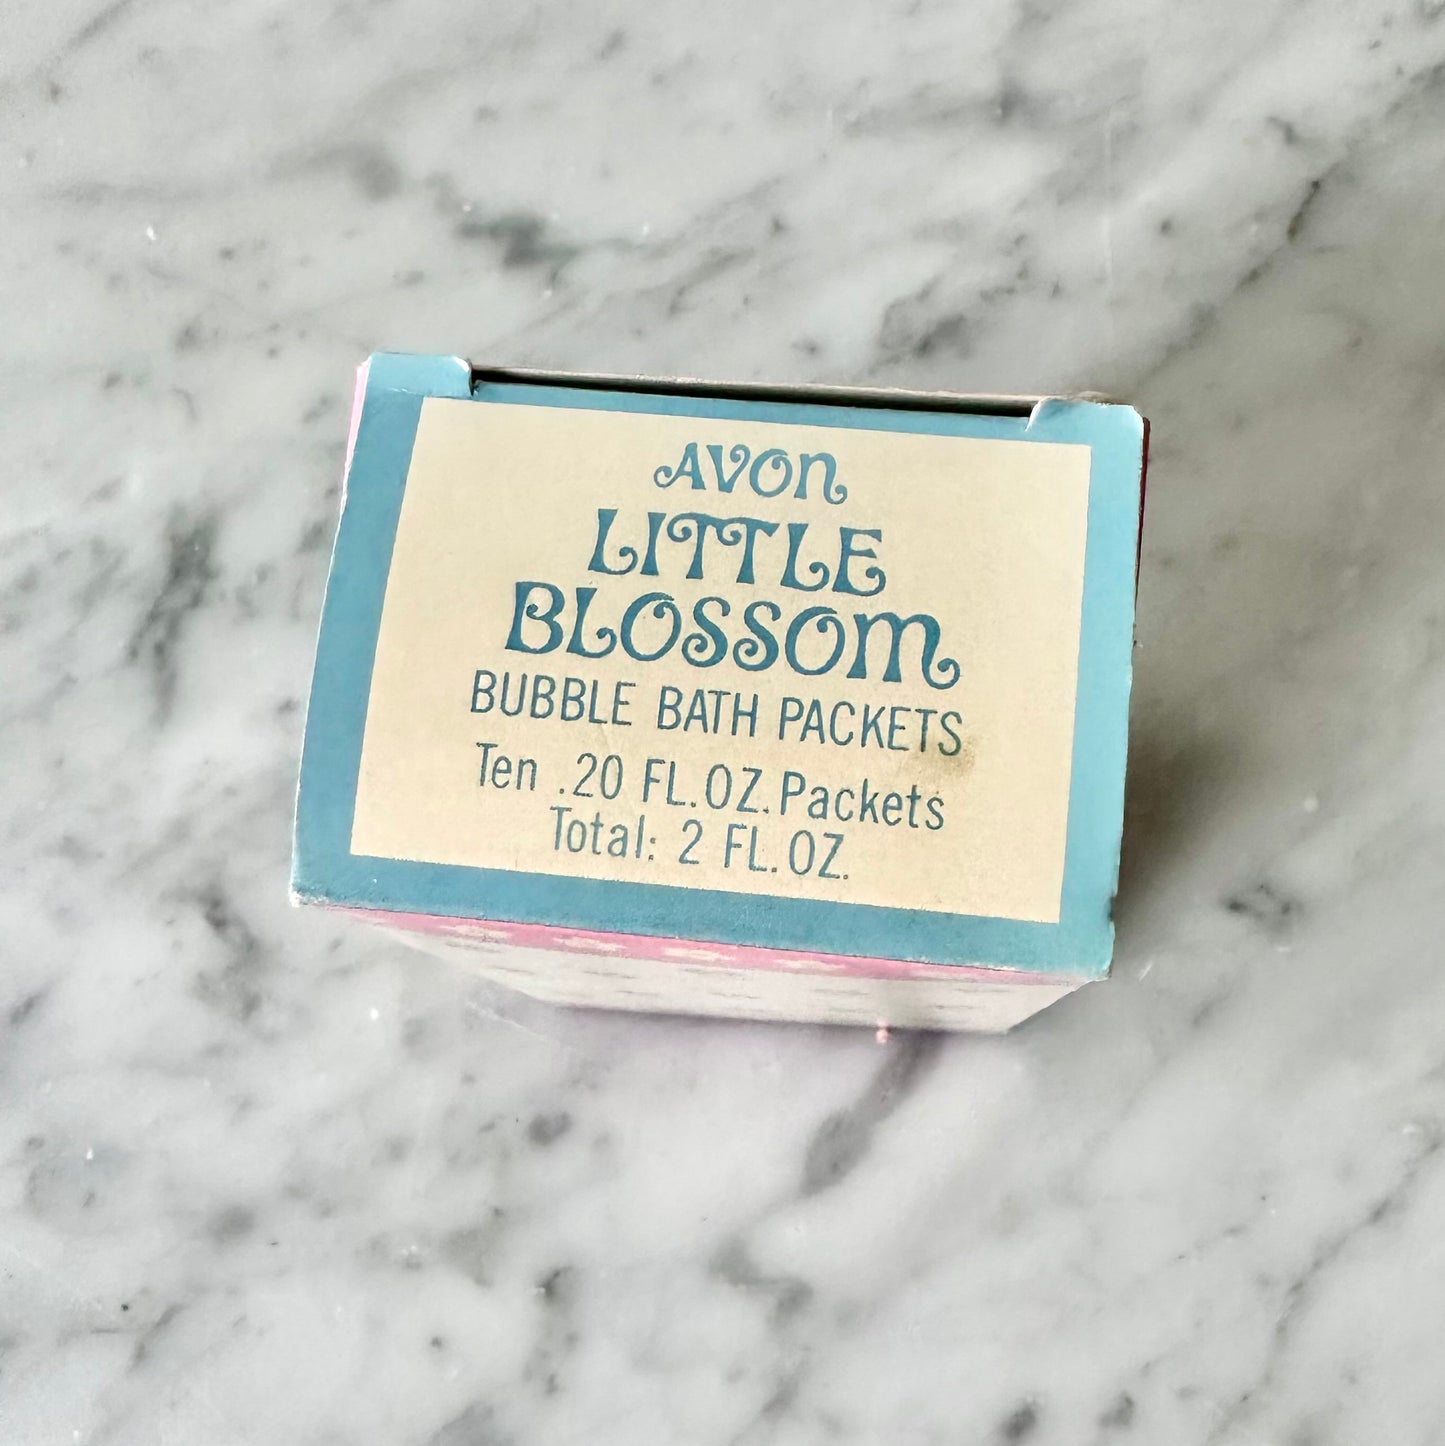 AVON
LITTLE
BLOSSOM
BUBBLE BATH PACKETS
Ten .20 FL.OZ.Packets
Total: 2 FL.OZ.